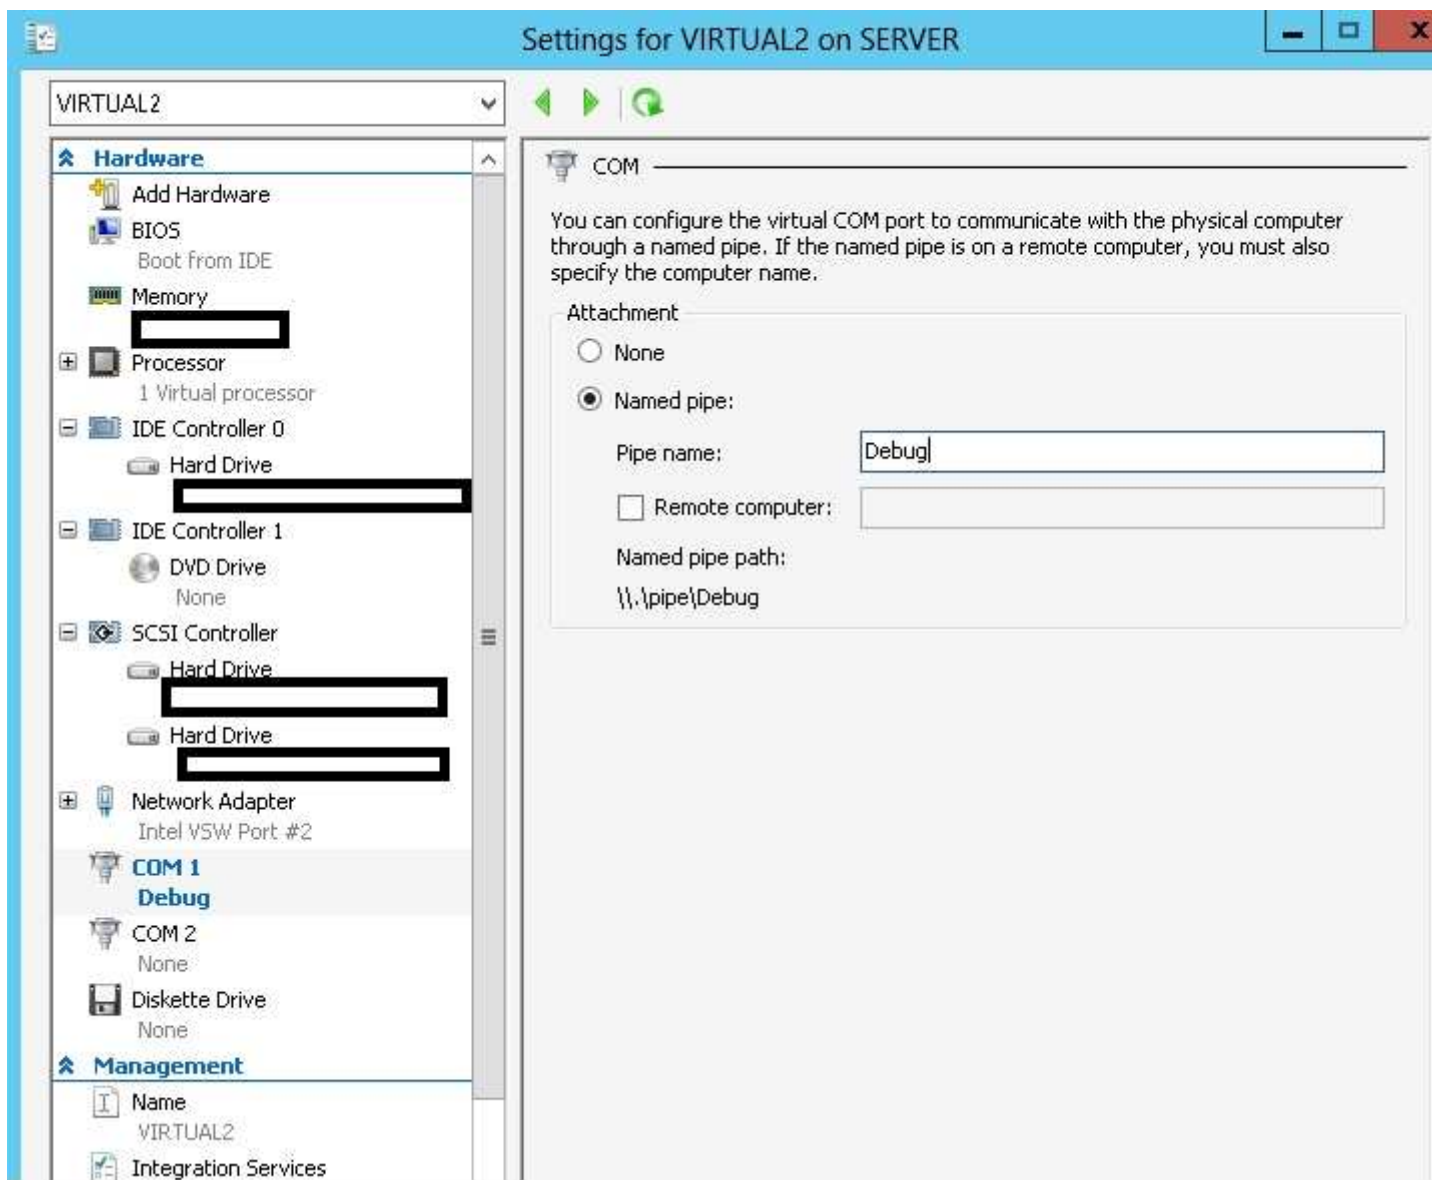 Settings for VIRTUAL2 on SERVER
VIRTUAL2
Hardware
Add Hardware
BIOS
Boot from IDE
Memory
Processor
1 Virtual processor
IDE Controller 0
Hard Drive
IDE Controller 1
DVD Drive
None
SCSI Controller
Hard Drive
Hard Drive
Network Adapter
Intel VSW Port #2
COM 1
Debug
COM 2
None
Diskette Drive
None
Management
Name
VIRTUAL2
Integration Services
COM
You can configure the virtual COM port to communicate with the physical computer
through a named pipe. If the named pipe is on a remote computer, you must also
specify the computer name.
Attachment
None
Named pipe:
Pipe name: Debug
Remote computer:
Named pipe path:
\\.\pipe\Debug